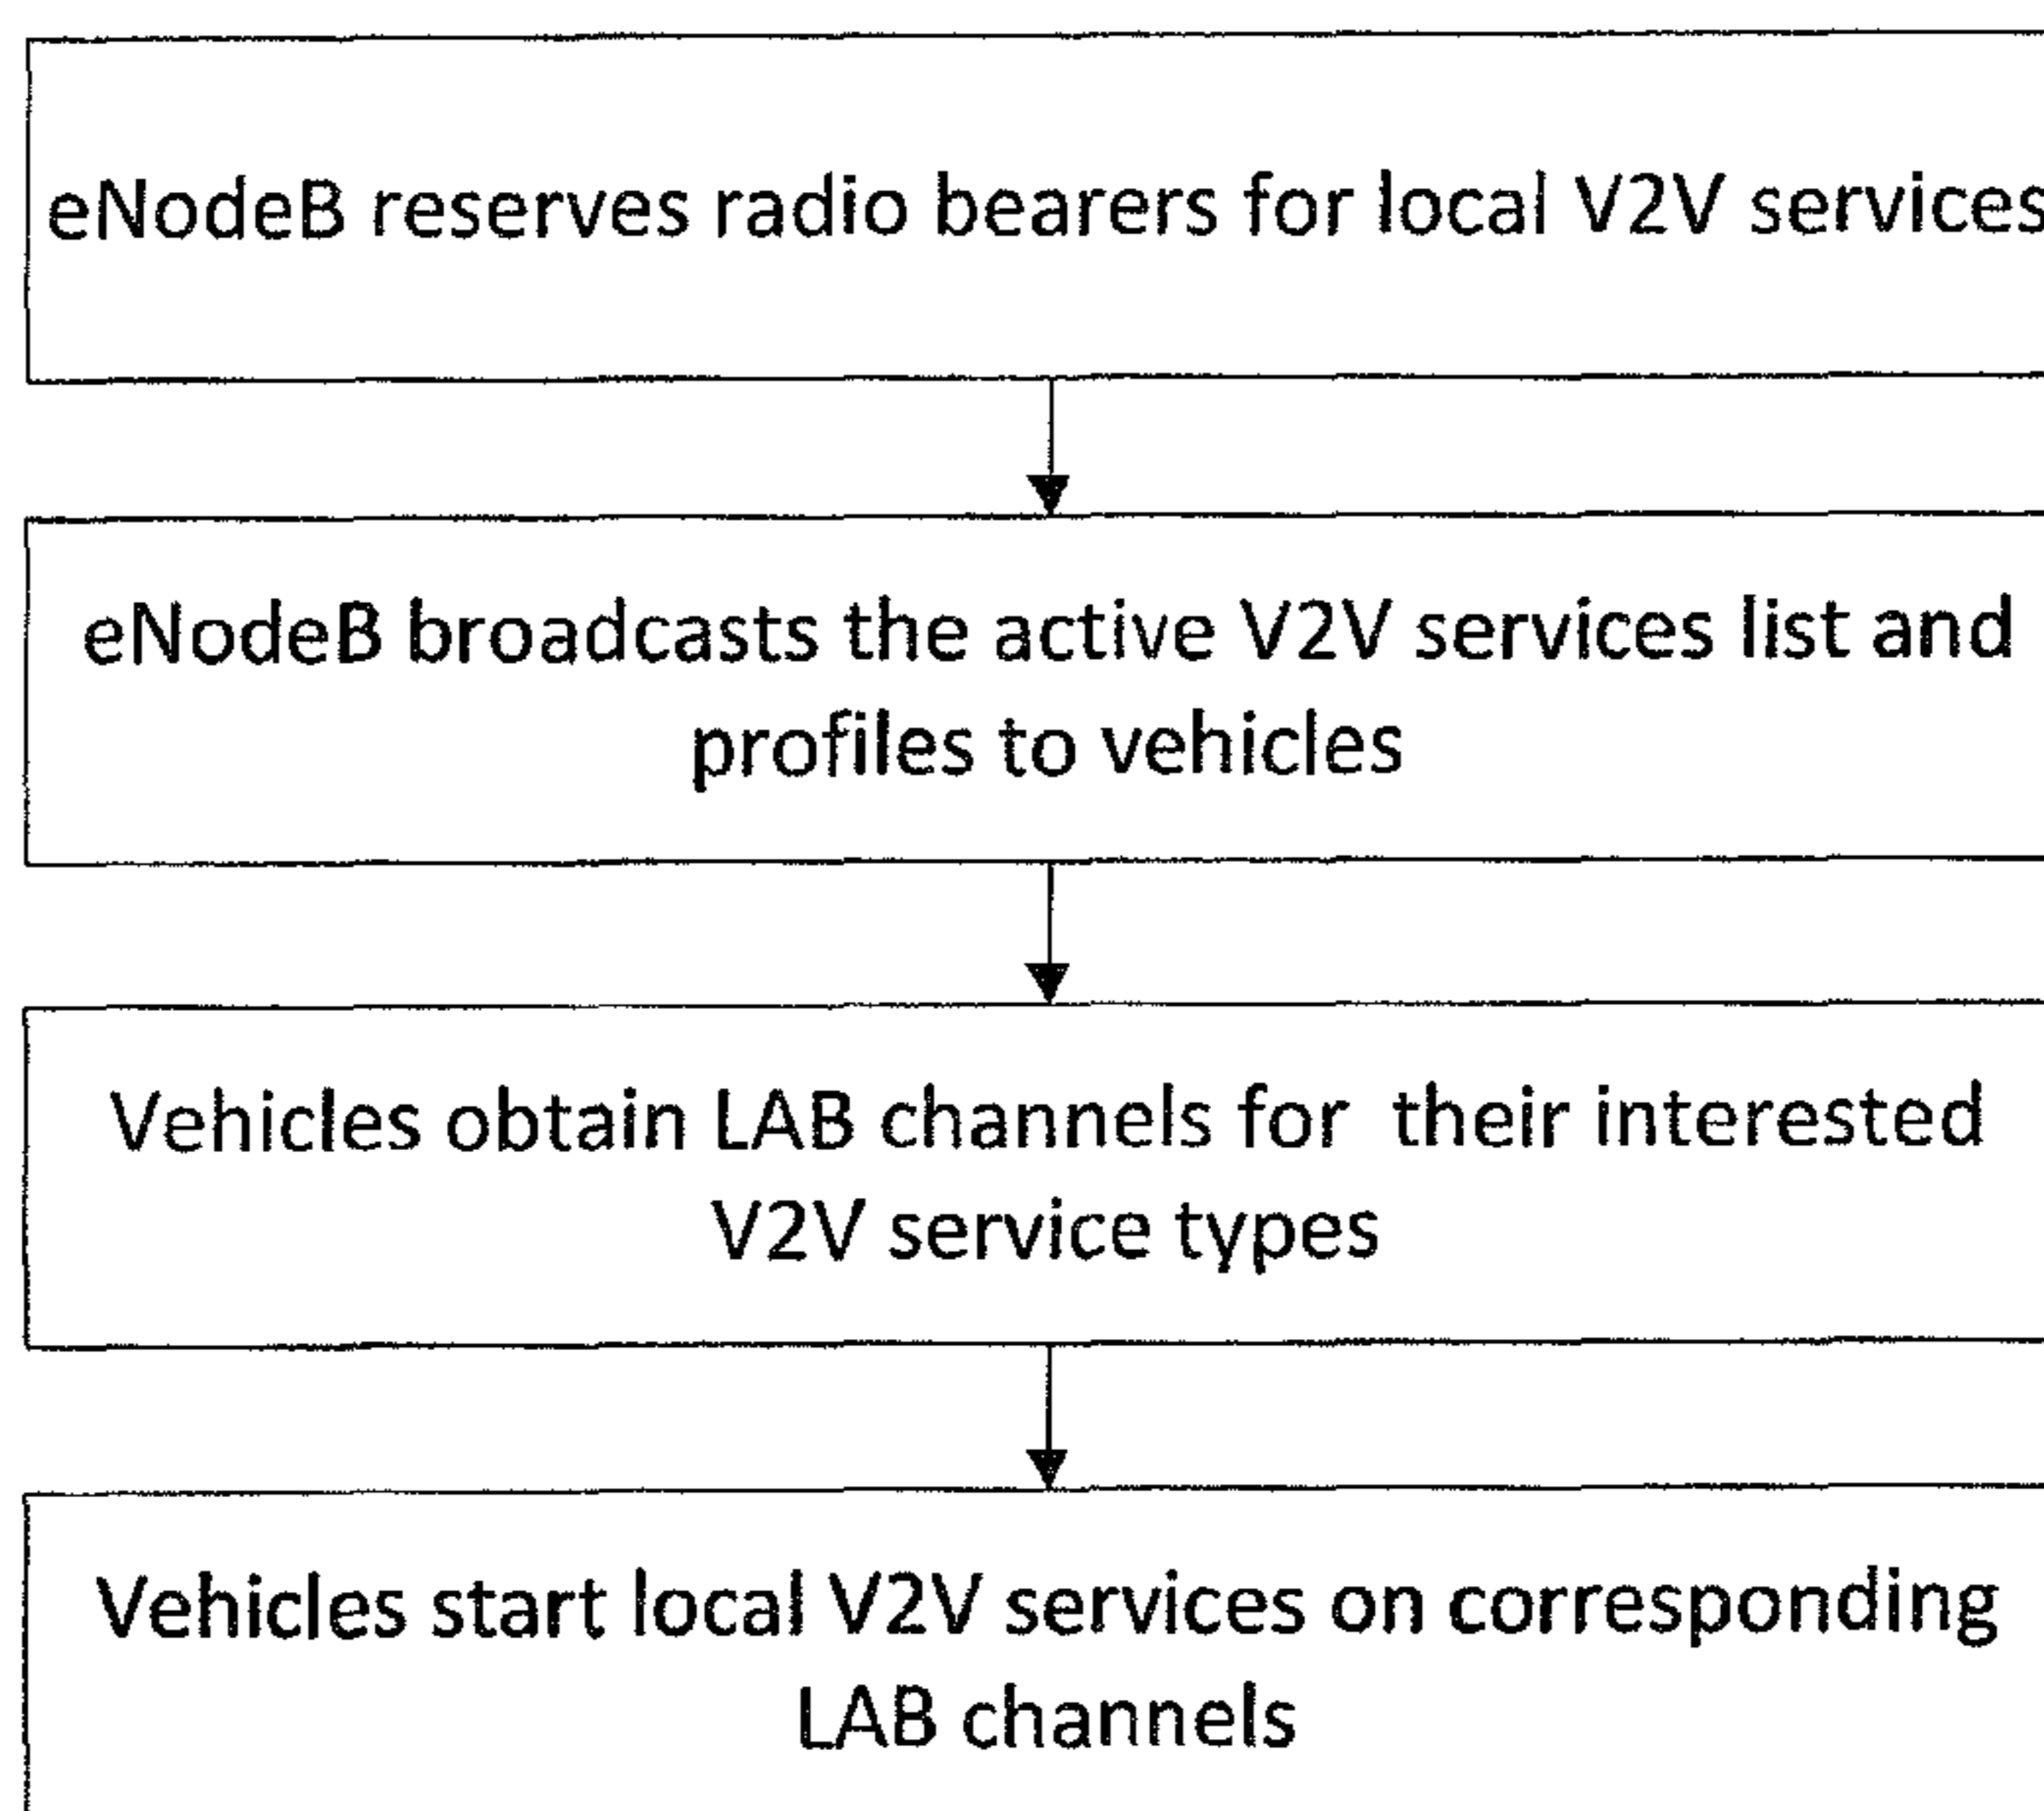 eNodeB reserves radio bearers for local V2V services
eNodeB broadcasts the active V2V services list and
profiles to vehicles
Vehicles obtain LAB channels for their interested
V2V service types
Vehicles start local V2V services on corresponding
LAB channels